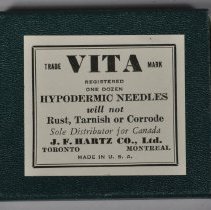 TRADE VITA MARK
REGISTERED
ONE DOZEN
HYPODERMIC NEEDLES
will not
Rust, Tarnish or Corrode
Sole Distributor for Canada
J. F. HARTZ CO., Ltd.
TORONTO MONTREAL
MADE IN U. S. A.